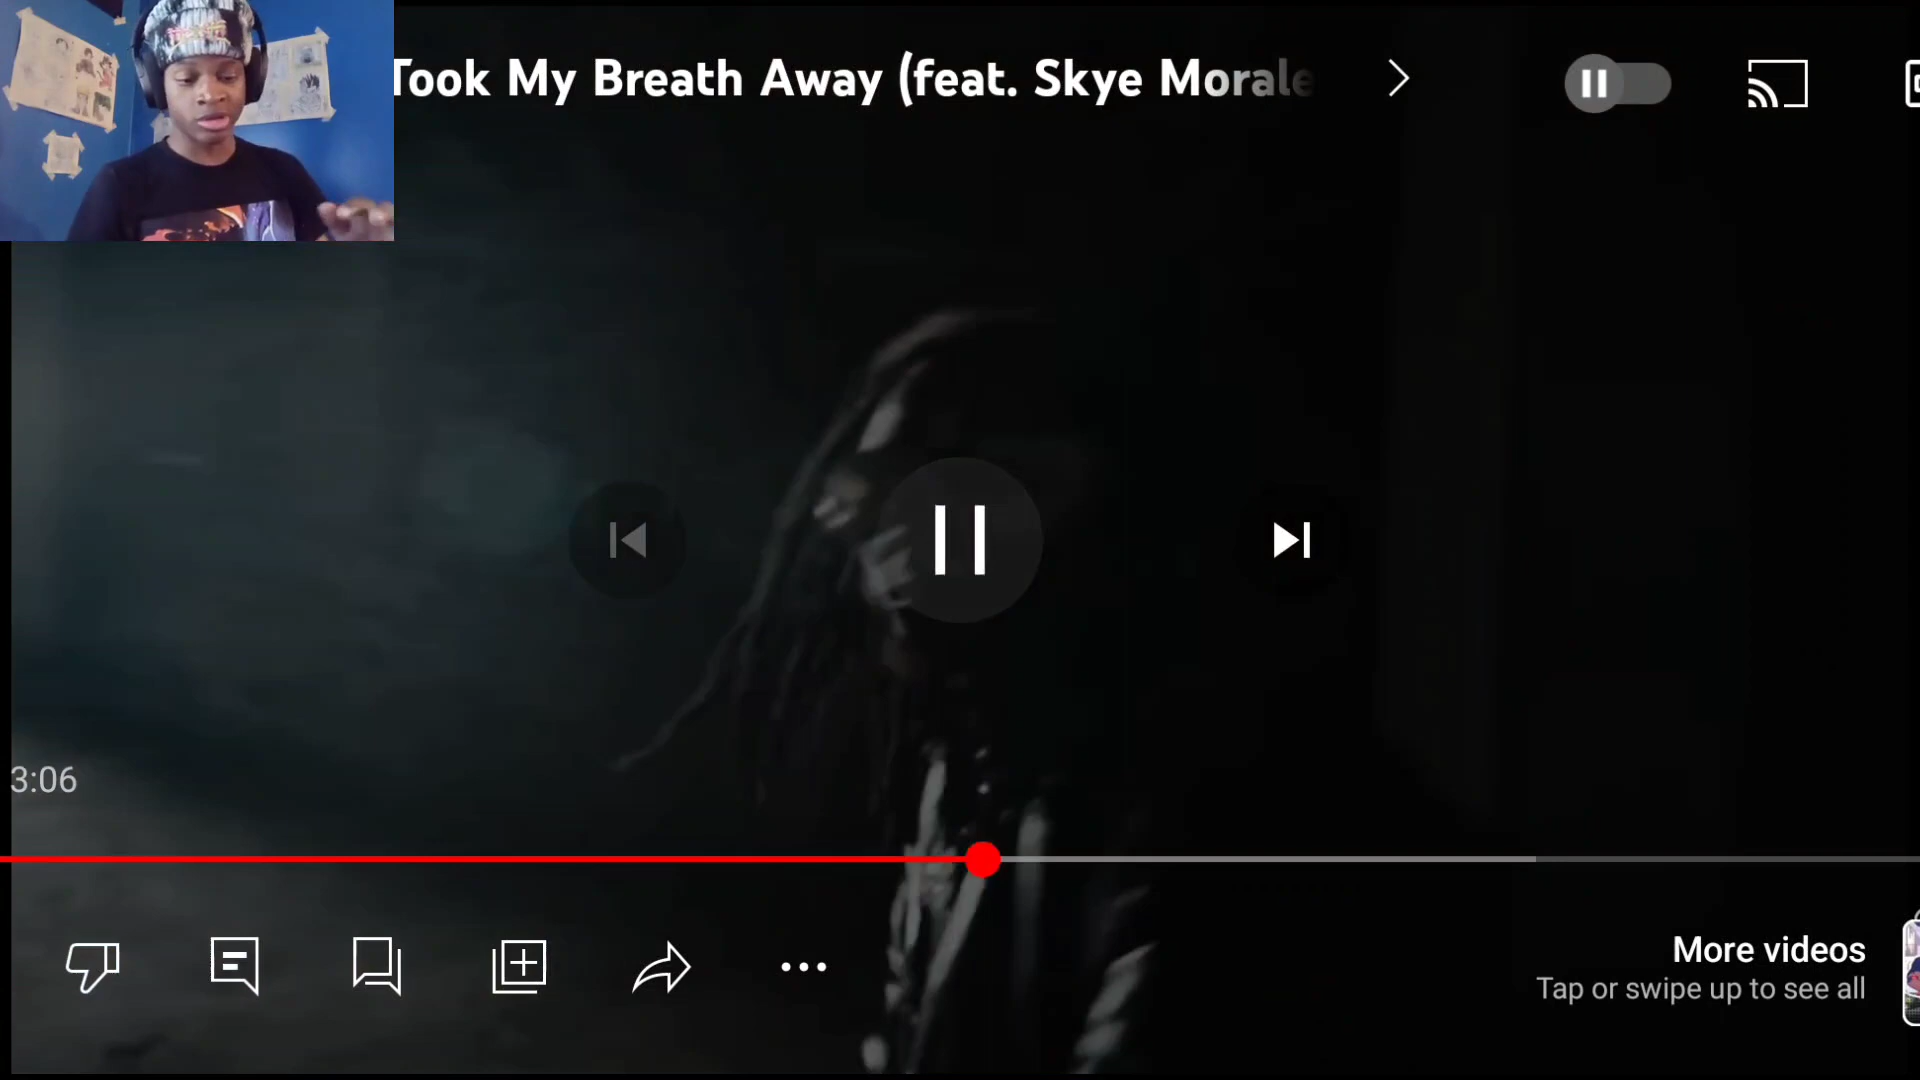 Took My Breath Away (feat. Skye Morale
3:06
More videos
Tap or swipe up to see all